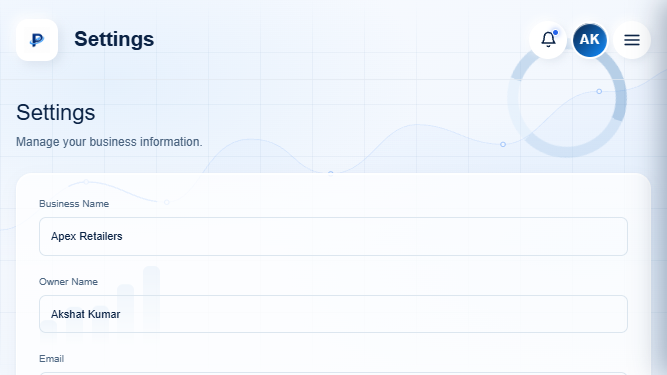 P
Settings
AK
Settings
Manage your business information.
Business Name
Apex Retailers
Owner Name
Akshat Kumar
Email